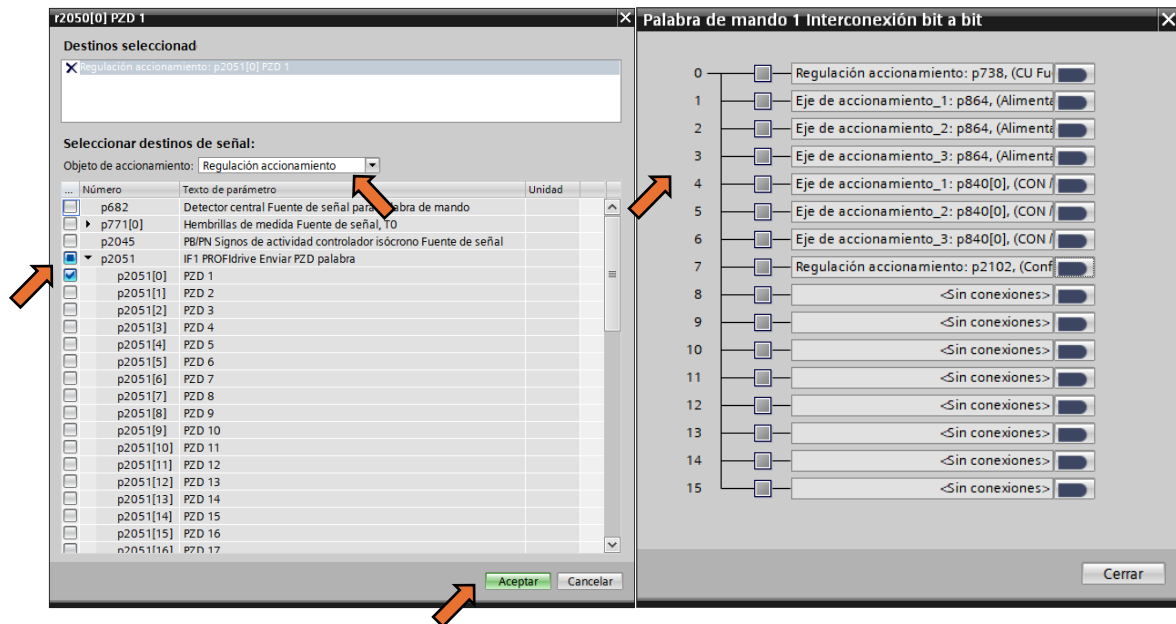 r2050[0] PZD 1
Destinos seleccionad
Regulación accionamiento: p2051[0] PZD 1
Seleccionar destinos de señal:
Objeto de accionamiento: Regulación accionamiento
... Número Texto de parámetro Unidad
p682 Detector central Fuente de señal para palabra de mando
p771[0] Hembrillas de medida Fuente de señal, T0
p2045 PB/PN Signos de actividad controlador isócrono Fuente de señal
p2051 IF1 PROFIdrive Enviar PZD palabra
p2051[0] PZD 1
p2051[1] PZD 2
p2051[2] PZD 3
p2051[3] PZD 4
p2051[4] PZD 5
p2051[5] PZD 6
p2051[6] PZD 7
p2051[7] PZD 8
p2051[8] PZD 9
p2051[9] PZD 10
p2051[10] PZD 11
p2051[11] PZD 12
p2051[12] PZD 13
p2051[13] PZD 14
p2051[14] PZD 15
p2051[15] PZD 16
p2051[16] PZD 17
Aceptar Cancelar
Palabra de mando 1 Interconexión bit a bit
0 Regulación accionamiento: p738, (CU Fu
1 Eje de accionamiento_1: p864, (Alimenta
2 Eje de accionamiento_2: p864, (Alimenta
3 Eje de accionamiento_3: p864, (Alimenta
4 Eje de accionamiento_1: p840[0], (CON /
5 Eje de accionamiento_2: p840[0], (CON /
6 Eje de accionamiento_3: p840[0], (CON /
7 Regulación accionamiento: p2102, (Conf
8 <Sin conexiones>
9 <Sin conexiones>
10 <Sin conexiones>
11 <Sin conexiones>
12 <Sin conexiones>
13 <Sin conexiones>
14 <Sin conexiones>
15 <Sin conexiones>
Cerrar